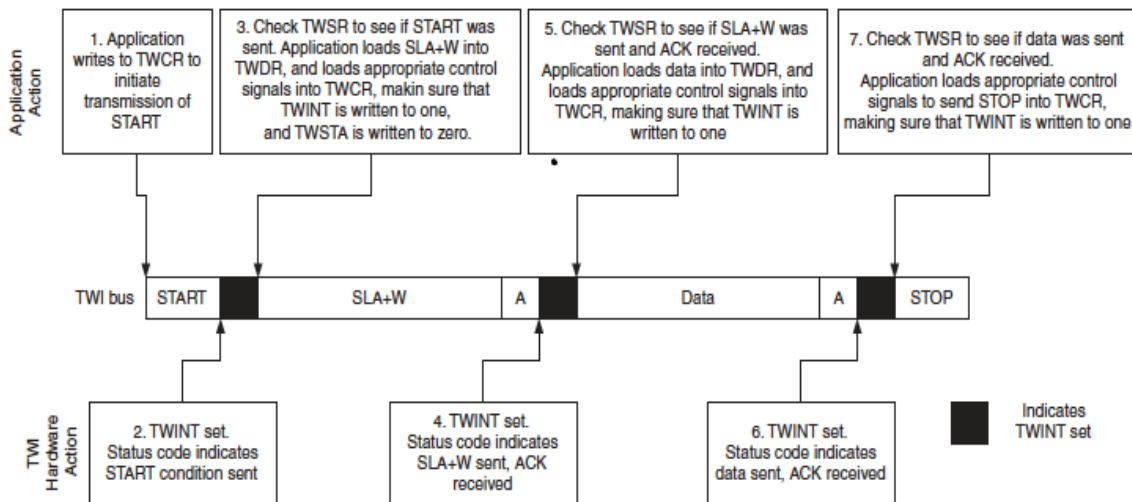 Application
Action
1. Application
writes to TWCR to
initiate
transmission of
START
3. Check TWSR to see if START was
sent. Application loads SLA+W into
TWDR, and loads appropriate control
signals into TWCR, makin sure that
TWINT is written to one,
and TWSTA is written to zero.
5. Check TWSR to see if SLA+W was
sent and ACK received.
Application loads data into TWDR, and
loads appropriate control signals into
TWCR, making sure that TWINT is
written to one
7. Check TWSR to see if data was sent
and ACK received.
Application loads appropriate control
signals to send STOP into TWCR,
making sure that TWINT is written to one
TWI bus
START
SLA+W
A
Data
A
STOP
TWI
Hardware
Action
2. TWINT set.
Status code indicates
START condition sent
4. TWINT set.
Status code indicates
SLA+W sent, ACK
received
6. TWINT set.
Status code indicates
data sent, ACK received
Indicates
TWINT set